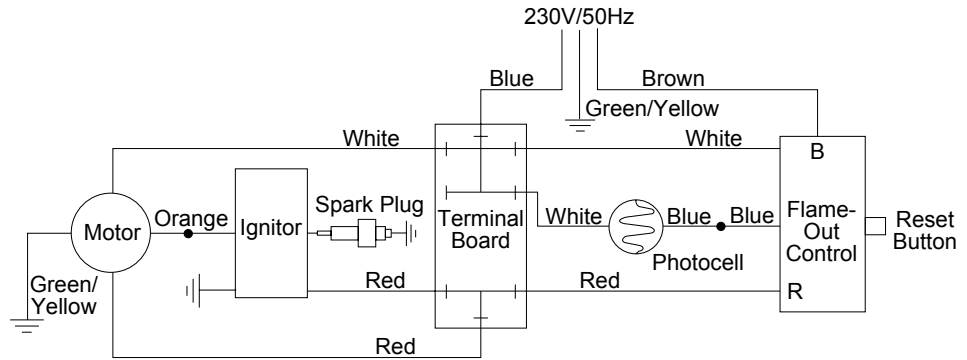 230V/50Hz
Blue
Brown
Green/Yellow
White
White
B
Motor
Orange
Ignitor
Spark Plug
Terminal
Board
White
Blue
Blue
Photocell
Flame-
Out
Control
Reset
Button
Green/
Yellow
Red
Red
R
Red